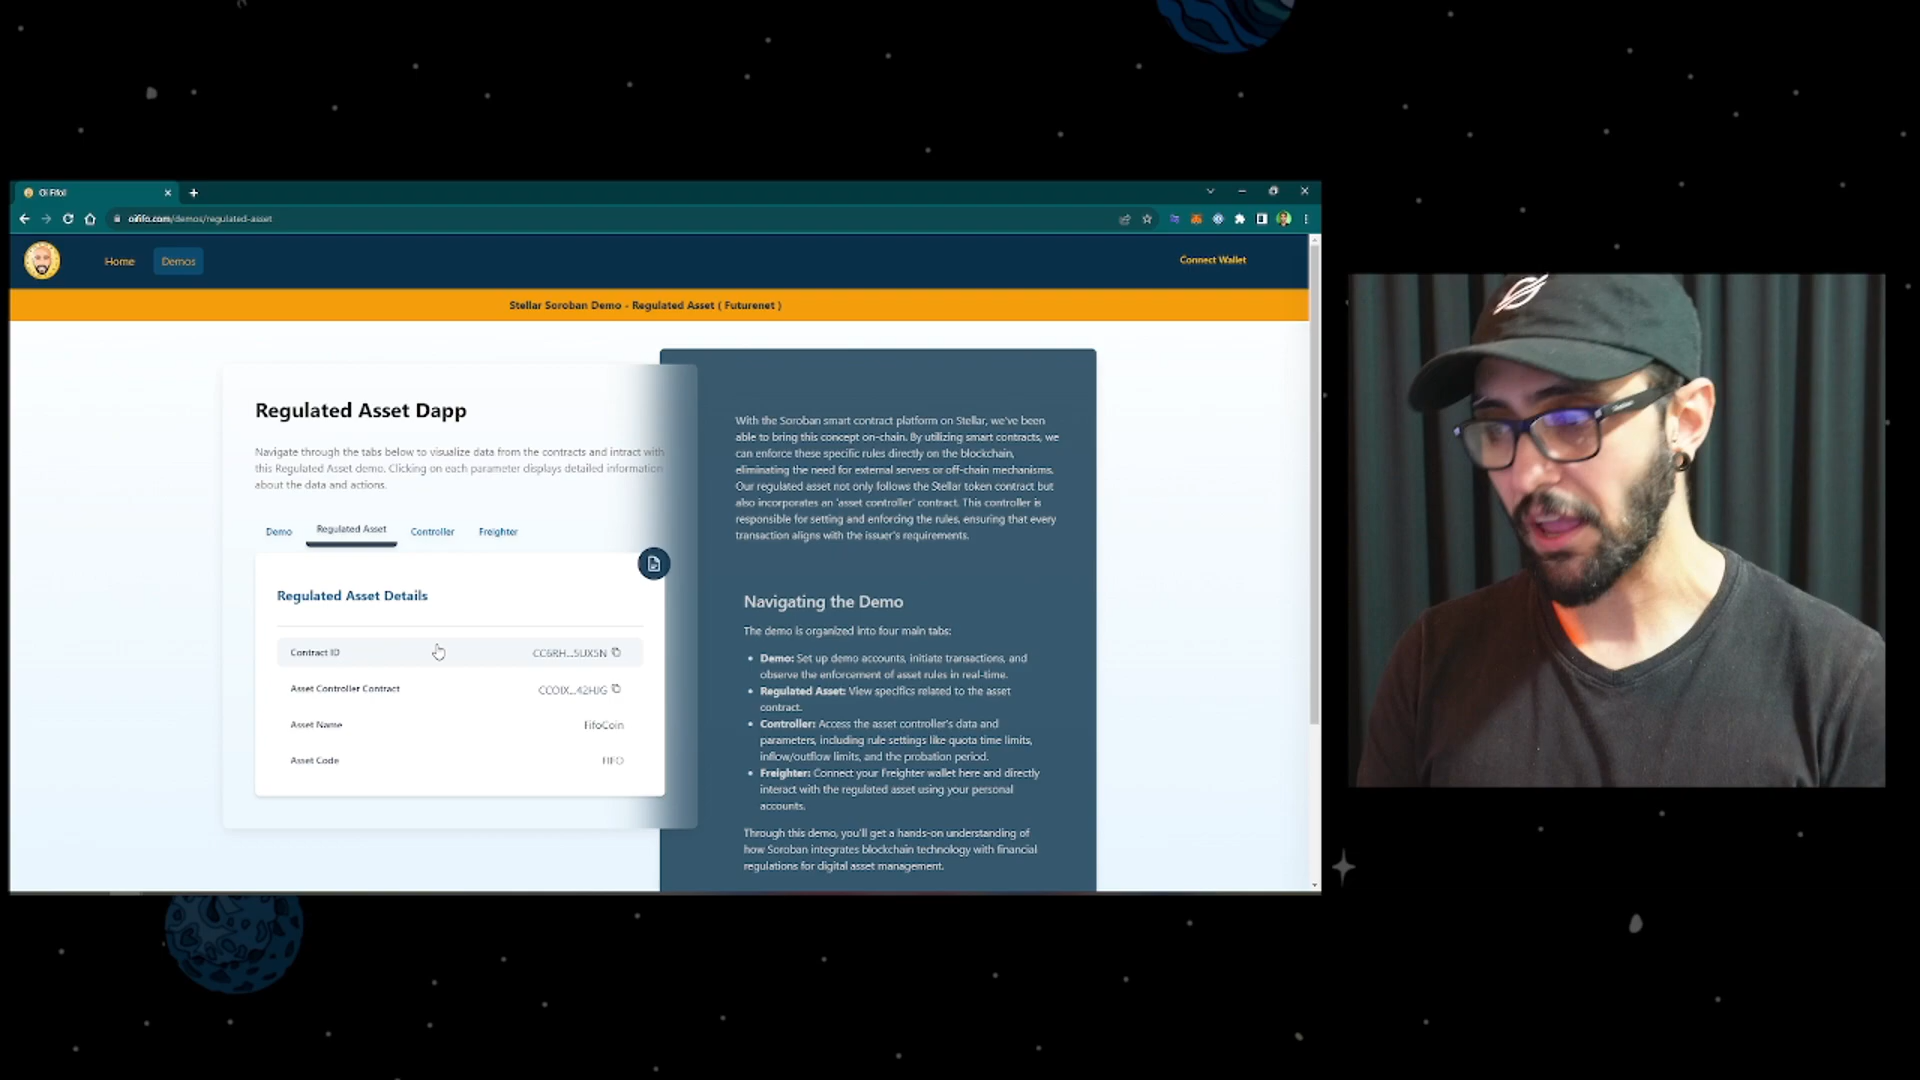 Oi Fifo!
oififo.com/demos/regulated-asset
Home
Demos
Connect Wallet
Stellar Soroban Demo - Regulated Asset ( Futurenet )
Regulated Asset Dapp
Navigate through the tabs below to visualize data from the contracts and intract with
this Regulated Asset demo. Clicking on each parameter displays detailed information
about the data and actions.
Demo
Regulated Asset
Controller
Freighter
Regulated Asset Details
Contract ID
CC6RH...5UX5N
Asset Controller Contract
CCOIX...42HJG
Asset Name
FifoCoin
Asset Code
FIFO
With the Soroban smart contract platform on Stellar, we've been
able to bring this concept on-chain. By utilizing smart contracts, we
can enforce these specific rules directly on the blockchain,
eliminating the need for external servers or off-chain mechanisms.
Our regulated asset not only follows the Stellar token contract but
also incorporates an 'asset controller' contract. This controller is
responsible for setting and enforcing the rules, ensuring that every
transaction aligns with the issuer's requirements.
Navigating the Demo
The demo is organized into four main tabs:
• Demo: Set up demo accounts, initiate transactions, and
observe the enforcement of asset rules in real-time.
• Regulated Asset: View specifics related to the asset
contract.
• Controller: Access the asset controller's data and
parameters, including rule settings like quota time limits,
inflow/outflow limits, and the probation period.
• Freighter: Connect your Freighter wallet here and directly
interact with the regulated asset using your personal
accounts.
Through this demo, you'll get a hands-on understanding of
how Soroban integrates blockchain technology with financial
regulations for digital asset management.